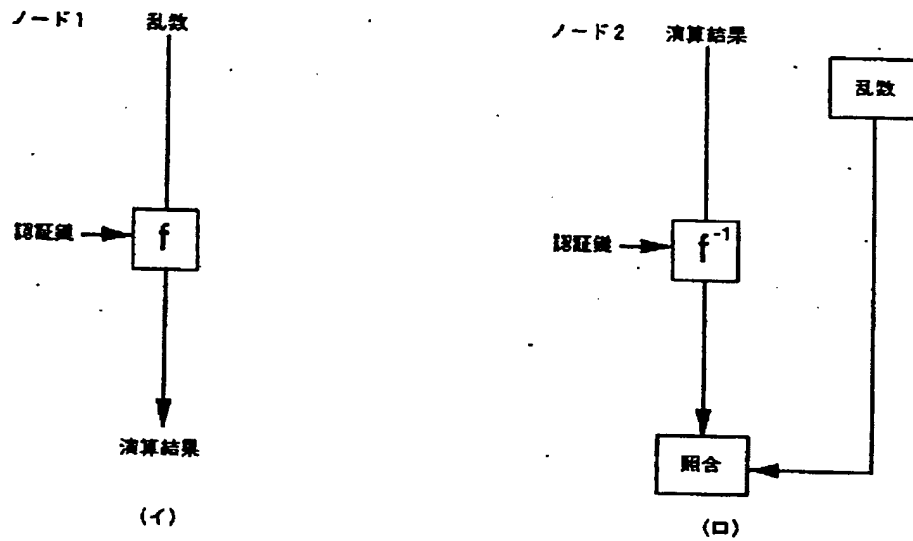 ノード1 乱数
認証鍵
f
演算結果
(イ)
ノード2 演算結果
乱数
認証鍵
f⁻¹
照合
(ロ)